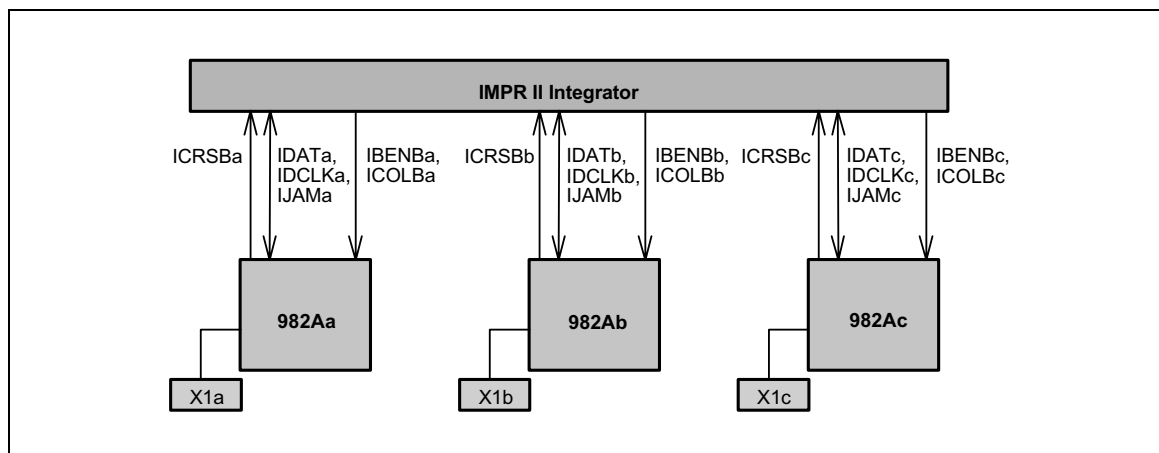 IMPR II Integrator
ICRSBa
IDATa,
IDCLKa,
IJAMa
IBENBa,
ICOLBa
ICRSBb
IDATb,
IDCLKb,
IJAMb
IBENBb,
ICOLBb
ICRSBc
IDATc,
IDCLKc,
IJAMc
IBENBc,
ICOLBc
982Aa
982Ab
982Ac
X1a
X1b
X1c